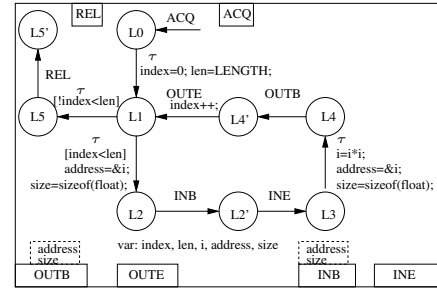 REL
ACQ
L5'
L0
ACQ
τ
index=0; len=LENGTH;
REL
τ
[!index<len]
OUTE
index++;
OUTB
L5
L1
L4'
L4
τ
[index<len]
address=&i;
size=sizeof(float);
τ
i=i*i;
address=&i;
size=sizeof(float);
INB
INE
L2
L2'
L3
var: index, len, i, address, size
address
size
address
size
OUTB
OUTE
INB
INE